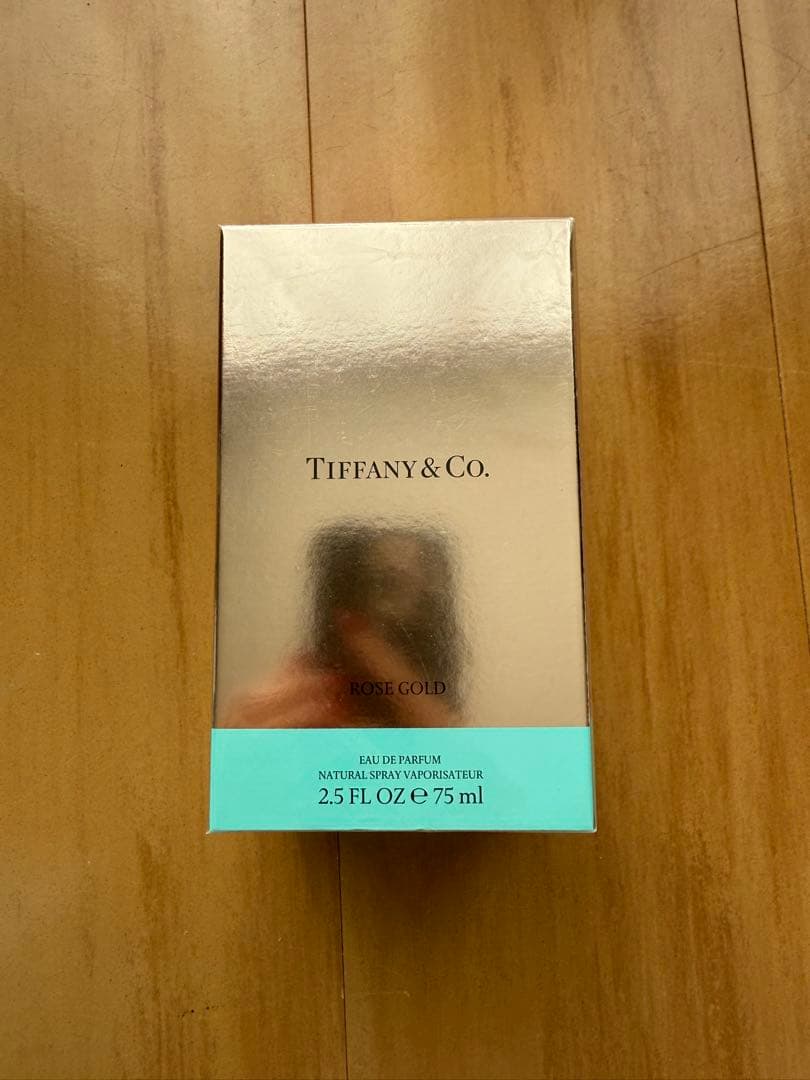 TIFFANY & CO.
ROSE GOLD
EAU DE PARFUM
NATURAL SPRAY VAPORISATEUR
2.5 FL OZ ℮ 75 ml